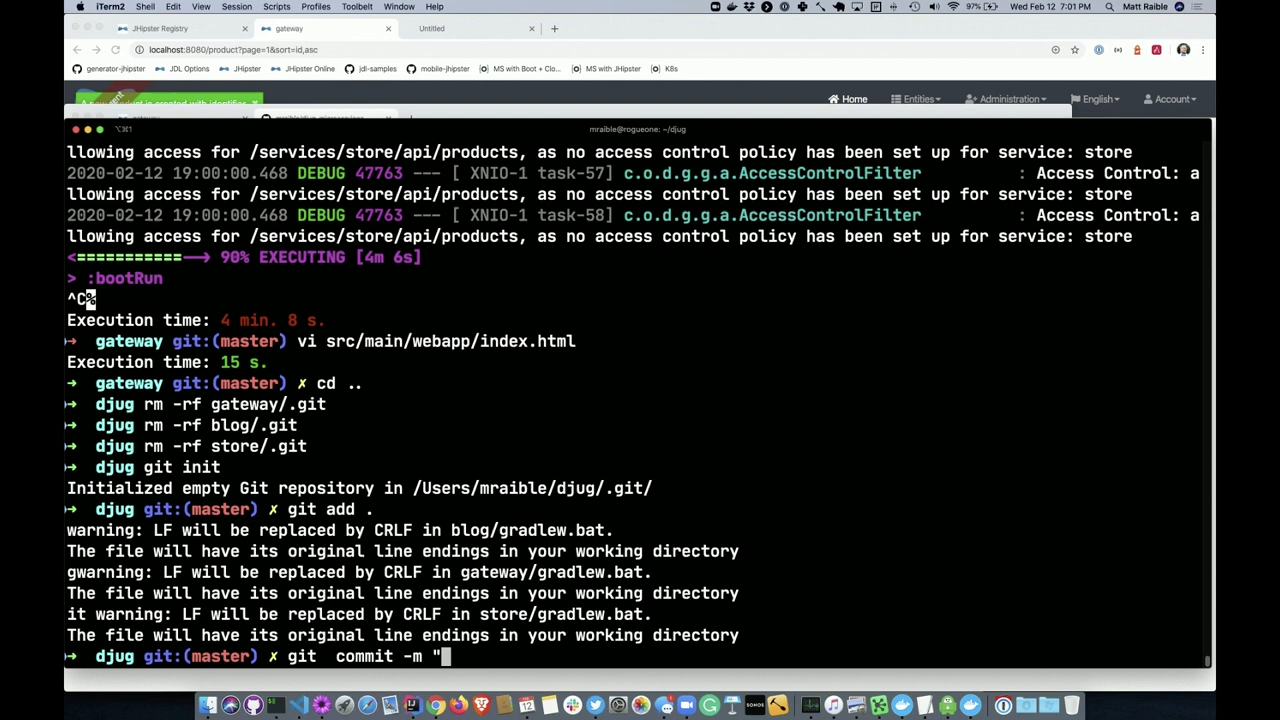 iTerm2 Shell Edit View Session Scripts Profiles Toolbelt Window Help 97% Wed Feb 12 7:01 PM Matt Raible
JHipster Registry × gateway × Untitled × +
localhost:8080/product?page=1&sort=id,asc
generator-jhipster JDL Options JHipster JHipster Online jdl-samples mobile-jhipster MS with Boot + Clo... MS with JHipster K8s
A new Product is created with identifier
Home Entities Administration English Account
⌥⌘1 mraible@rogueone: ~/djug
llowing access for /services/store/api/products, as no access control policy has been set up for service: store
2020-02-12 19:00:00.468 DEBUG 47763 --- [ XNIO-1 task-57] c.o.d.g.g.a.AccessControlFilter : Access Control: a
llowing access for /services/store/api/products, as no access control policy has been set up for service: store
2020-02-12 19:00:00.468 DEBUG 47763 --- [ XNIO-1 task-58] c.o.d.g.g.a.AccessControlFilter : Access Control: a
llowing access for /services/store/api/products, as no access control policy has been set up for service: store
<===========--> 90% EXECUTING [4m 6s]
> :bootRun
^C%
Execution time: 4 min. 8 s.
➜ gateway git:(master) vi src/main/webapp/index.html
Execution time: 15 s.
➜ gateway git:(master) ✗ cd ..
➜ djug rm -rf gateway/.git
➜ djug rm -rf blog/.git
➜ djug rm -rf store/.git
➜ djug git init
Initialized empty Git repository in /Users/mraible/djug/.git/
➜ djug git:(master) ✗ git add .
warning: LF will be replaced by CRLF in blog/gradlew.bat.
The file will have its original line endings in your working directory
gwarning: LF will be replaced by CRLF in gateway/gradlew.bat.
The file will have its original line endings in your working directory
it warning: LF will be replaced by CRLF in store/gradlew.bat.
The file will have its original line endings in your working directory
➜ djug git:(master) ✗ git  commit -m "
SONOS